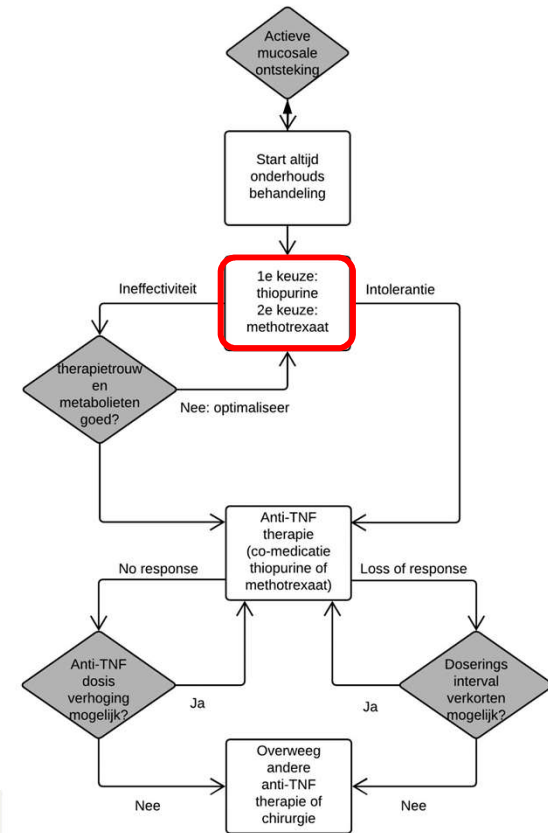 Actieve
mucosale
ontsteking
Start altijd
onderhouds
behandeling
1e keuze:
thiopurine
2e keuze:
methotrexaat
Ineffectiviteit
Intolerantie
therapietrouw
en
metabolieten
goed?
Nee: optimaliseer
Anti-TNF
therapie
(co-medicatie
thiopurine of
methotrexaat)
No response
Loss of response
Anti-TNF
dosis
verhoging
mogelijk?
Ja
Doserings
interval
verkorten
mogelijk?
Ja
Overweeg
andere
anti-TNF
therapie of
chirurgie
Nee
Nee